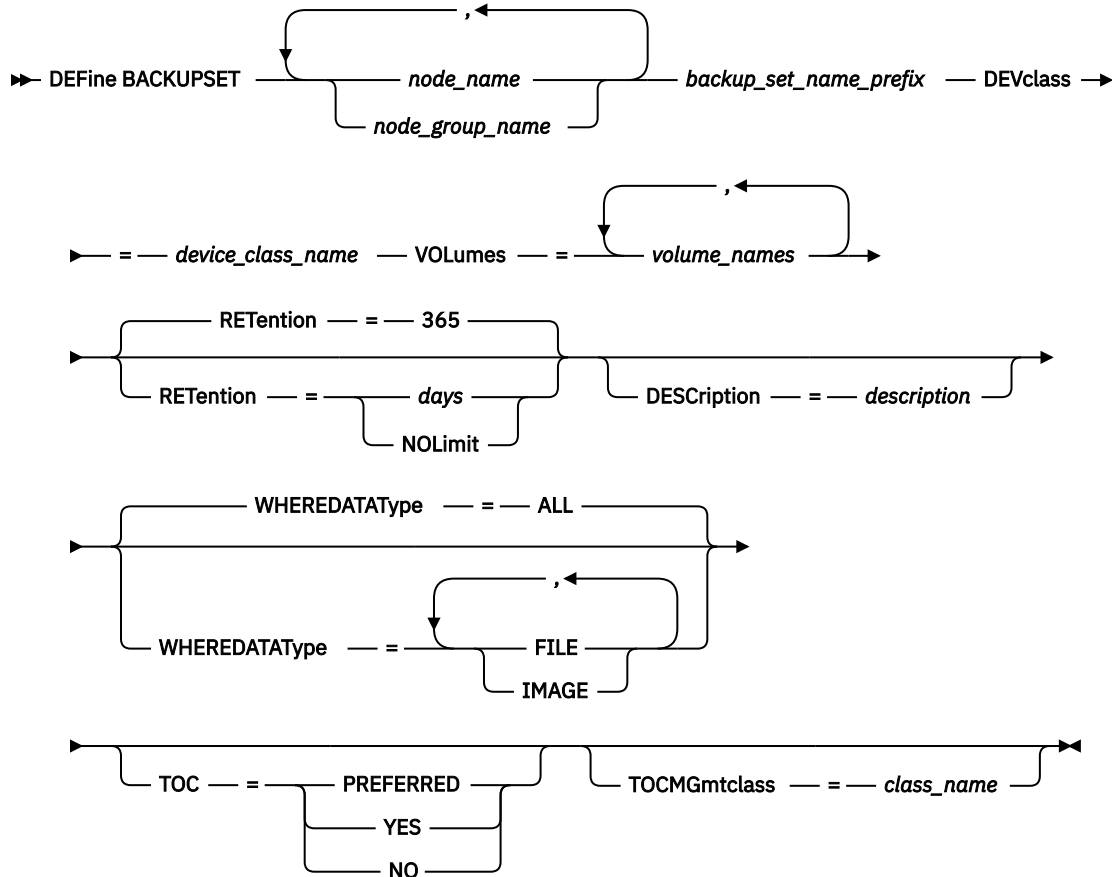 ,
DEFine BACKUPSET node_name backup_set_name_prefix DEVclass
node_group_name
,
= device_class_name VOLumes = volume_names
RETention = 365
RETention = days DESCription = description
NOLimit
WHEREDATAType = ALL
,
WHEREDATAType = FILE
IMAGE
TOC = PREFERRED TOCMGmtclass = class_name
YES
NO